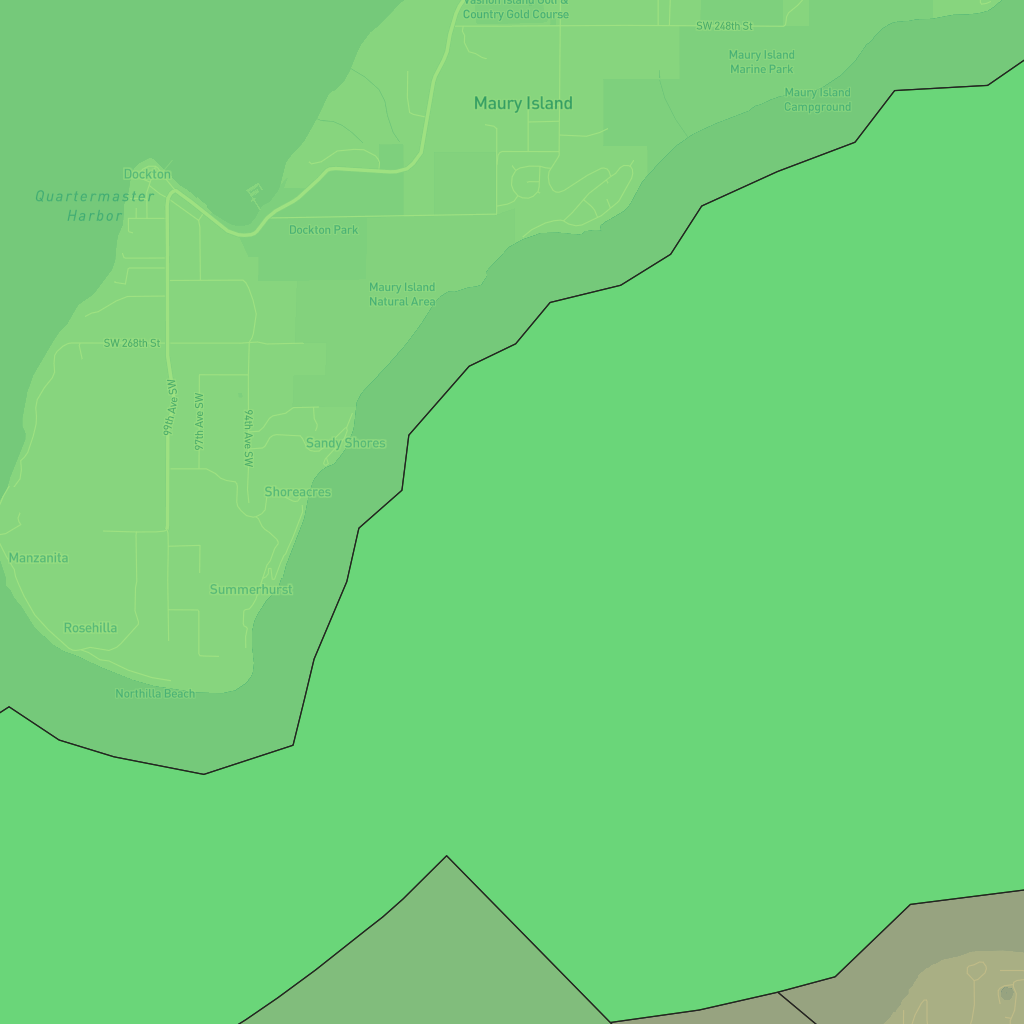 Vashon Island Golf &
Country Gold Course
SW 248th St
Maury Island
Marine Park
Maury Island
Maury Island
Campground
Dockton
Quartermaster
Harbor
Dockton Park
Maury Island
Natural Area
SW 268th St
99th Ave SW
97th Ave SW
94th Ave SW
Sandy Shores
Shoreacres
Manzanita
Summerhurst
Rosehilla
Northilla Beach